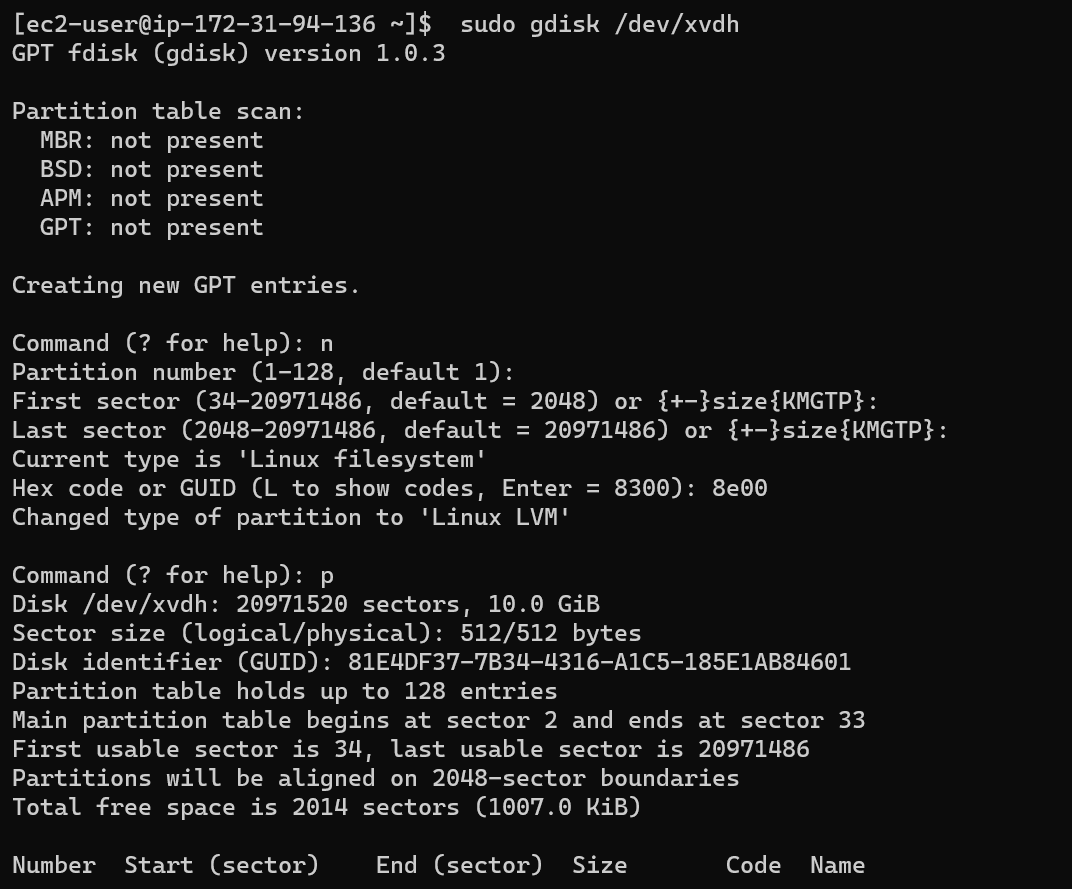 [ec2-user@ip-172-31-94-136 ~]$  sudo gdisk /dev/xvdh
GPT fdisk (gdisk) version 1.0.3
Partition table scan:
  MBR: not present
  BSD: not present
  APM: not present
  GPT: not present
Creating new GPT entries.
Command (? for help): n
Partition number (1-128, default 1):
First sector (34-20971486, default = 2048) or {+-}size{KMGTP}:
Last sector (2048-20971486, default = 20971486) or {+-}size{KMGTP}:
Current type is 'Linux filesystem'
Hex code or GUID (L to show codes, Enter = 8300): 8e00
Changed type of partition to 'Linux LVM'
Command (? for help): p
Disk /dev/xvdh: 20971520 sectors, 10.0 GiB
Sector size (logical/physical): 512/512 bytes
Disk identifier (GUID): 81E4DF37-7B34-4316-A1C5-185E1AB84601
Partition table holds up to 128 entries
Main partition table begins at sector 2 and ends at sector 33
First usable sector is 34, last usable sector is 20971486
Partitions will be aligned on 2048-sector boundaries
Total free space is 2014 sectors (1007.0 KiB)
Number  Start (sector)    End (sector)  Size       Code  Name